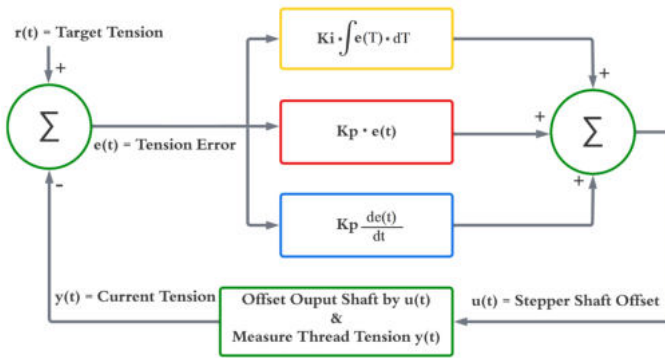 r(t) = Target Tension
+
Σ
-
e(t) = Tension Error
Ki • ∫ e(T) • dT
Kp • e(t)
Kp de(t)/dt
+
+
+
Σ
y(t) = Current Tension
Offset Ouput Shaft by u(t)
&
Measure Thread Tension y(t)
u(t) = Stepper Shaft Offset